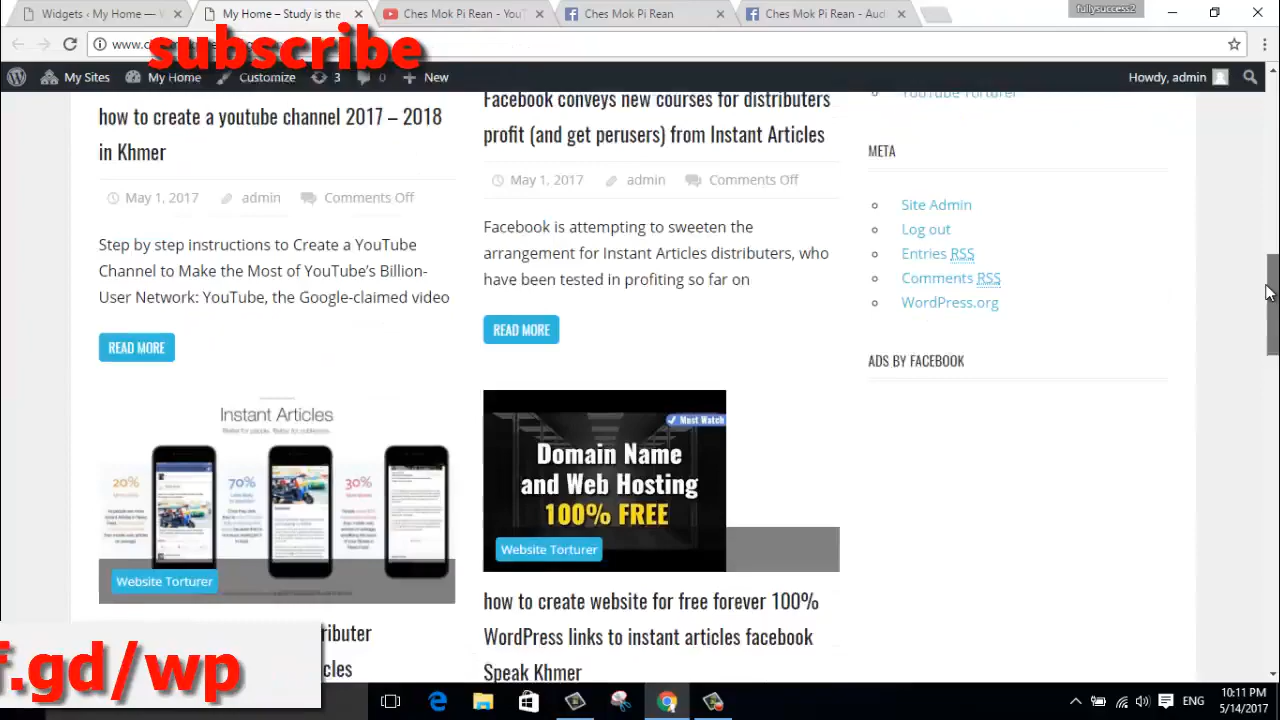 fullysuccess2
Widgets ‹ My Home — V
My Home – Study is the
Ches Mok Pi Rean - You
Ches Mok Pi Rean
Ches Mok Pi Rean - Aud
www.c
subscribe
My Sites
My Home
Customize
3
0
New
Howdy, admin
how to create a youtube channel 2017 – 2018
in Khmer
May 1, 2017
admin
Comments Off
Step by step instructions to Create a YouTube
Channel to Make the Most of YouTube's Billion-
User Network: YouTube, the Google-claimed video
READ MORE
Facebook conveys new courses for distributers
profit (and get perusers) from Instant Articles
May 1, 2017
admin
Comments Off
Facebook is attempting to sweeten the
arrangement for Instant Articles distributers, who
have been tested in profiting so far on
READ MORE
YouTube Torturer
META
Site Admin
Log out
Entries RSS
Comments RSS
WordPress.org
ADS BY FACEBOOK
Instant Articles
20%
70%
30%
Website Torturer
Must Watch
Domain Name
and Web Hosting
100% FREE
Website Torturer
ributer
cles
how to create website for free forever 100%
WordPress links to instant articles facebook
Speak Khmer
f.gd/wp
ENG
10:11 PM
5/14/2017